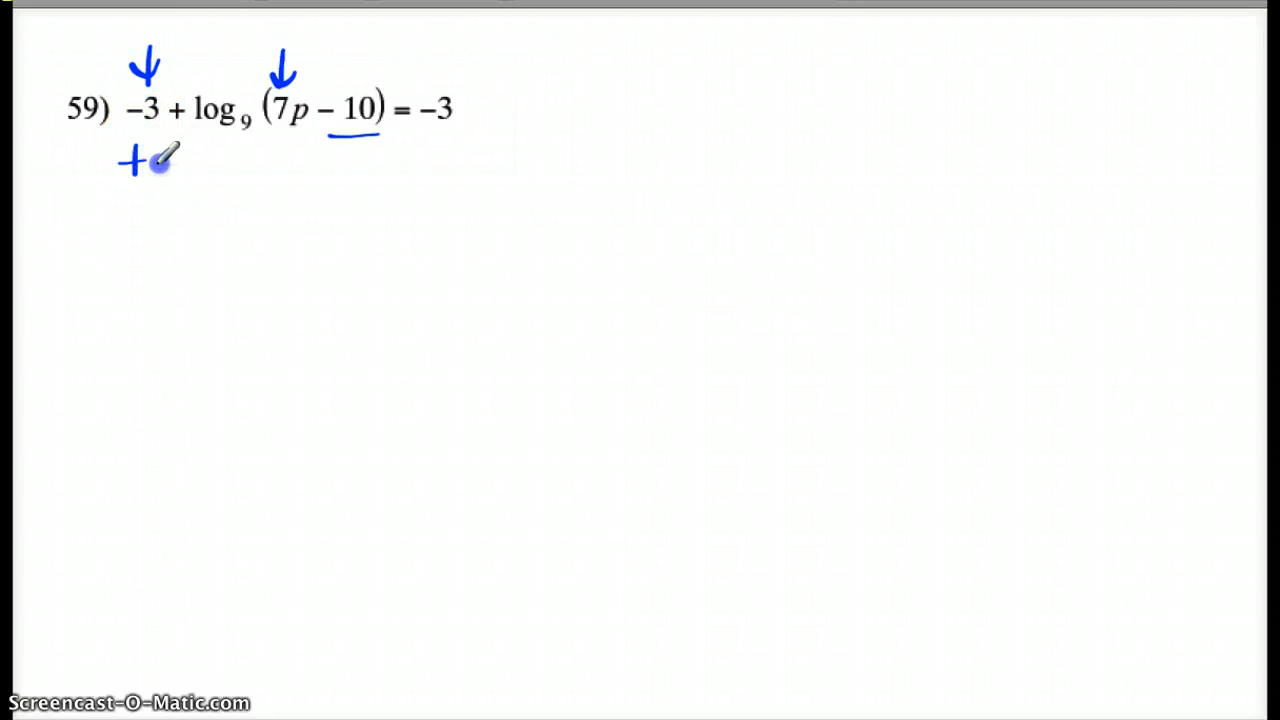 59) −3 + log₉ (7p − 10) = −3
+
Screencast-O-Matic.com